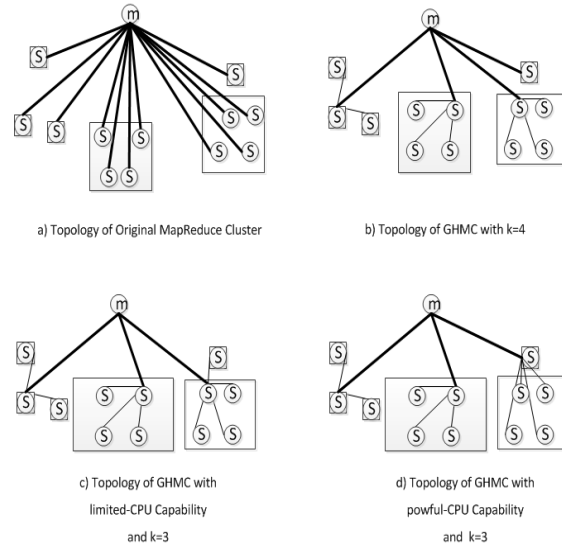 m
S S
S S
S S
S S
S S
S S
a) Topology of Original MapReduce Cluster
m
S S
S S
S S S S
S S S S
b) Topology of GHMC with k=4
m
S S
S S
S S S S
S S S S
c) Topology of GHMC with
limited-CPU Capability
and k=3
m
S S
S S
S S S S
S S S S
d) Topology of GHMC with
powful-CPU Capability
and k=3